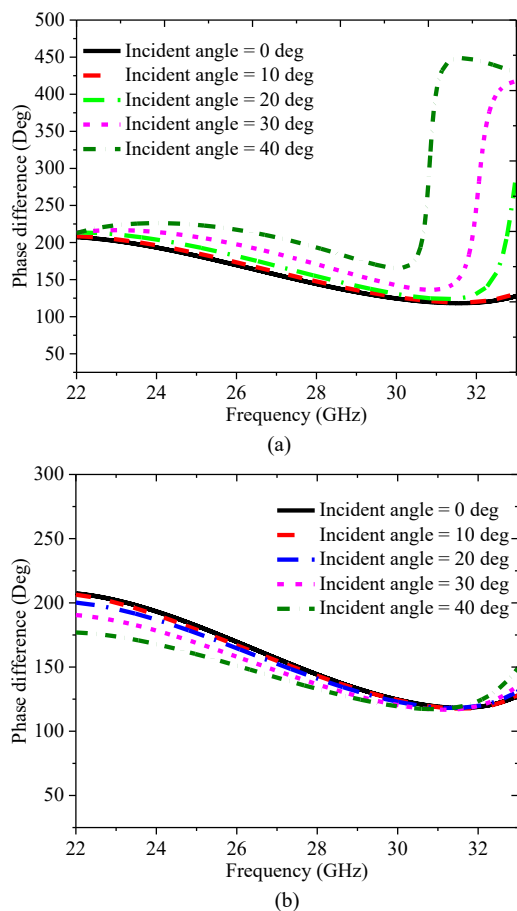 500
450
400
350
300
250
200
150
100
50
Phase difference (Deg)
Incident angle = 0 deg
Incident angle = 10 deg
Incident angle = 20 deg
Incident angle = 30 deg
Incident angle = 40 deg
22 24 26 28 30 32
Frequency (GHz)
(a)
300
250
200
150
100
50
Phase difference (Deg)
Incident angle = 0 deg
Incident angle = 10 deg
Incident angle = 20 deg
Incident angle = 30 deg
Incident angle = 40 deg
22 24 26 28 30 32
Frequency (GHz)
(b)